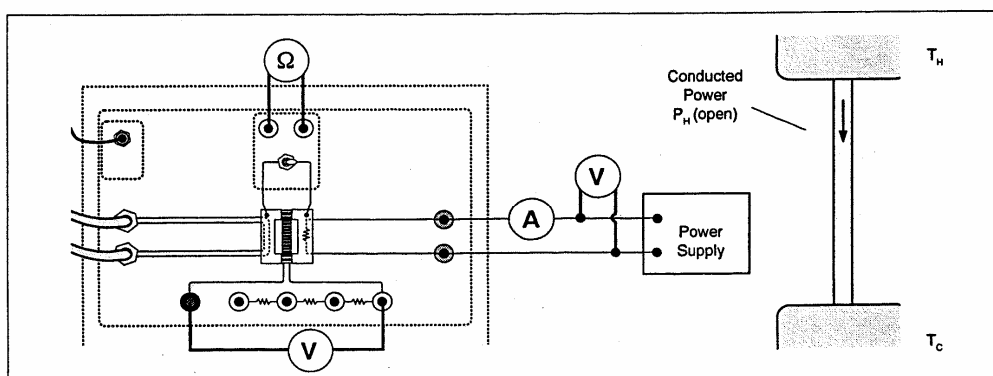 Ω
V
A
V
Power
Supply
Conducted
Power
P_H (open)
T_H
T_C